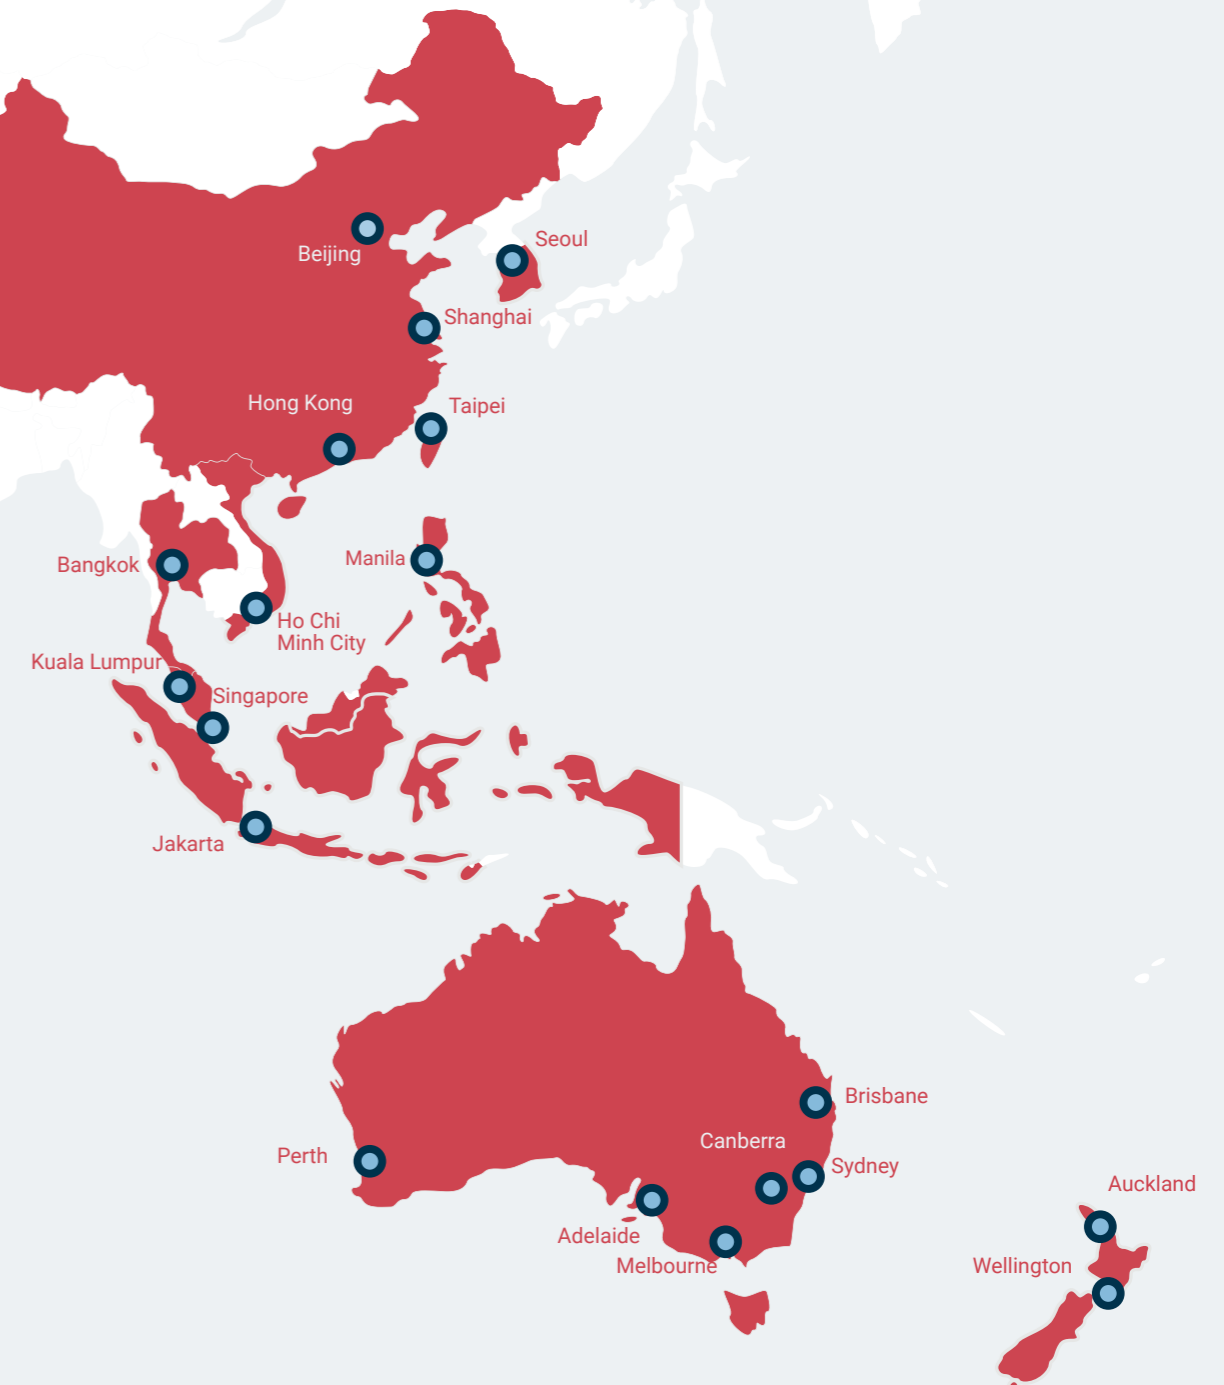 Seoul
Beijing
Shanghai
Hong Kong
Taipei
Manila
Bangkok
Ho Chi
Minh City
Kuala Lumpur
Singapore
Jakarta
Brisbane
Canberra
Perth
Sydney
Auckland
Adelaide
Melbourne
Wellington